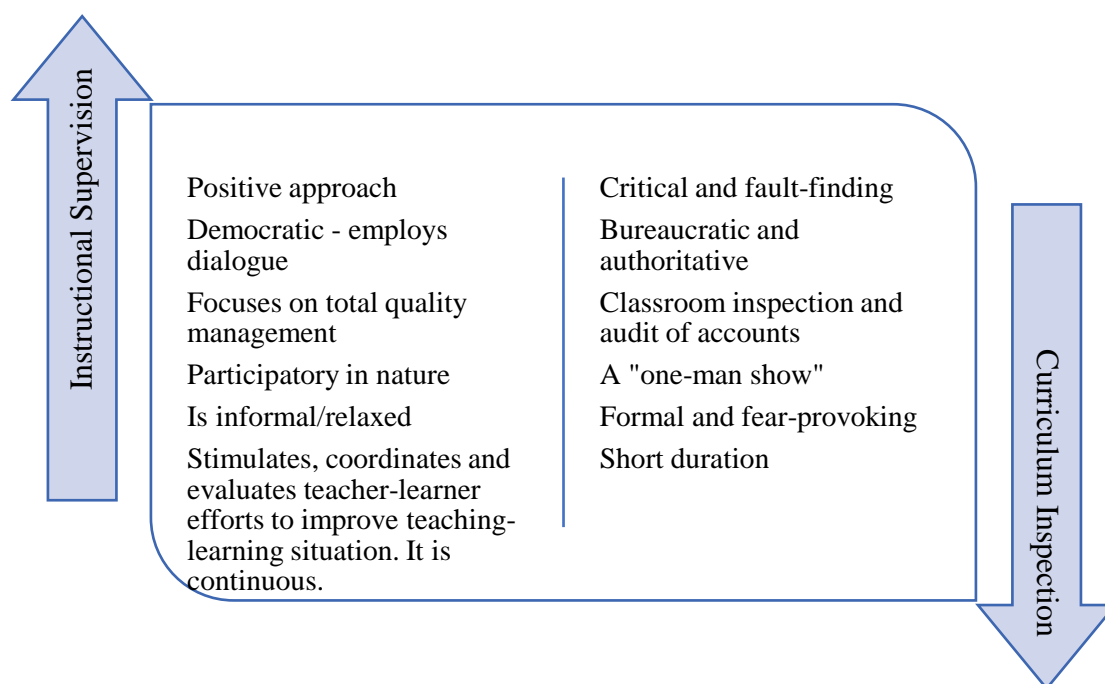 Instructional Supervision
Positive approach
Democratic - employs
dialogue
Focuses on total quality
management
Participatory in nature
Is informal/relaxed
Stimulates, coordinates and
evaluates teacher-learner
efforts to improve teaching-
learning situation. It is
continuous.
Critical and fault-finding
Bureaucratic and
authoritative
Classroom inspection and
audit of accounts
A "one-man show"
Formal and fear-provoking
Short duration
Curriculum Inspection